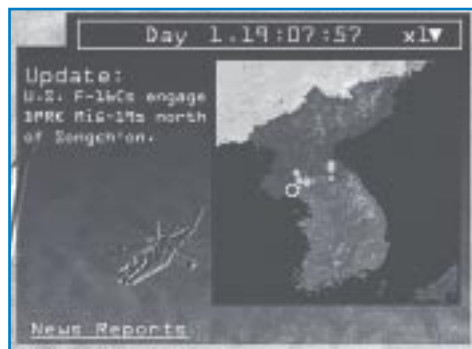 Day 1.19:07:57 x1▼
Update:
U.S. F-16Cs engage
DPRK MiG-19s north
of Songch'on.
News Reports